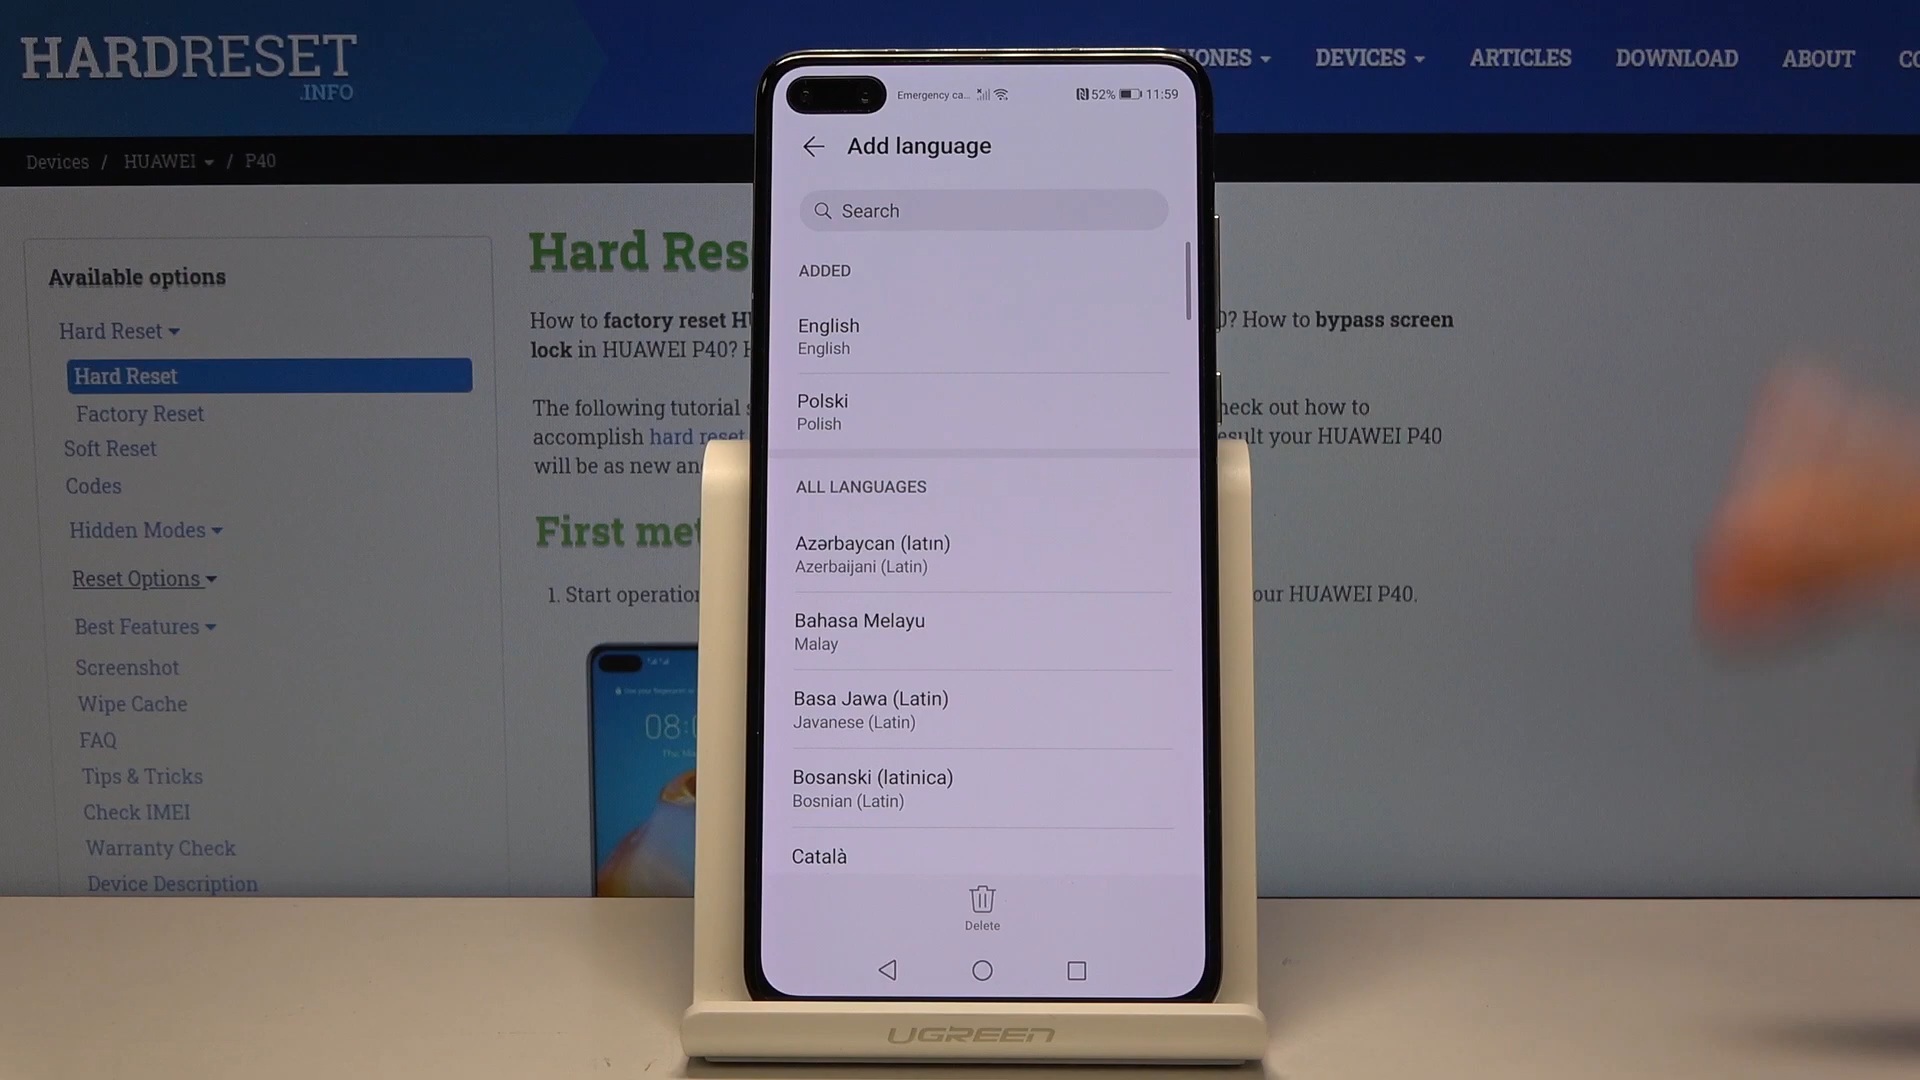 HARDRESET
.INFO
ONES
DEVICES
ARTICLES
DOWNLOAD
ABOUT
Devices / HUAWEI / P40
Available options
Hard Reset
Hard Reset
Factory Reset
Soft Reset
Codes
Hidden Modes
Reset Options
Best Features
Screenshot
Wipe Cache
FAQ
Tips & Tricks
Check IMEI
Warranty Check
Device Description
Hard Res
How to factory reset H 0? How to bypass screen
lock in HUAWEI P40? H
The following tutorial s heck out how to
accomplish hard reset esult your HUAWEI P40
will be as new an
First met
1. Start operation our HUAWEI P40.
08:0
Emergency ca... 52% 11:59
Add language
Search
ADDED
English
English
Polski
Polish
ALL LANGUAGES
Azərbaycan (latın)
Azerbaijani (Latin)
Bahasa Melayu
Malay
Basa Jawa (Latin)
Javanese (Latin)
Bosanski (latinica)
Bosnian (Latin)
Català
Delete
UGREEN